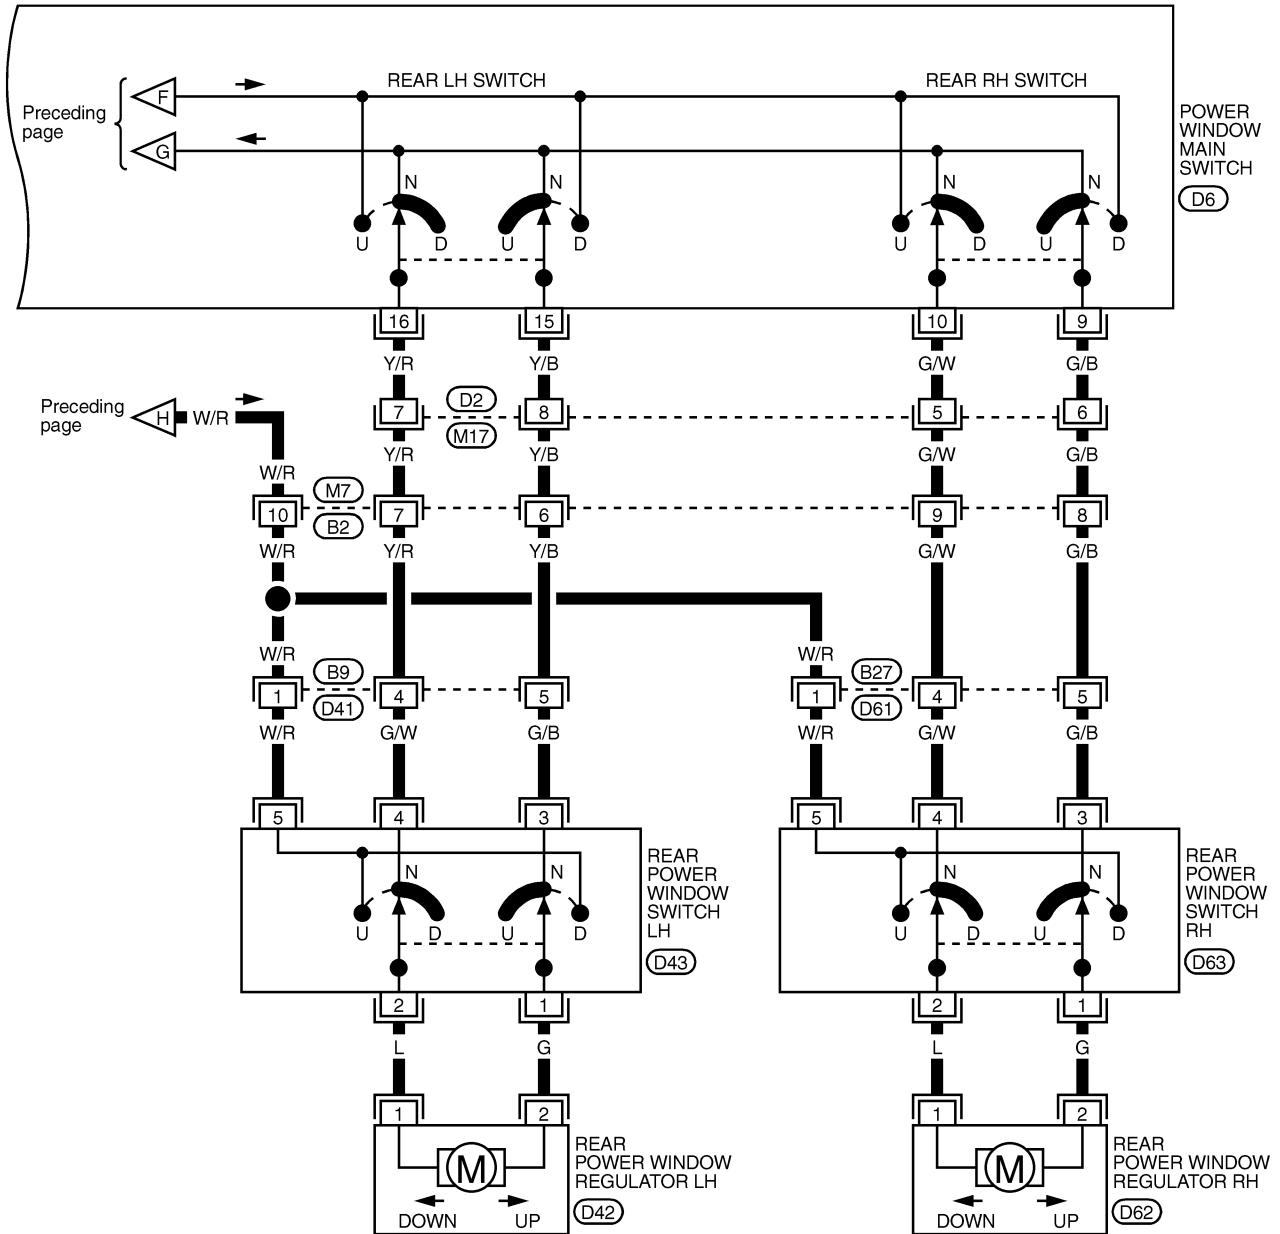 REAR LH SWITCH REAR RH SWITCH
F
Preceding
page
G
POWER
WINDOW
MAIN
SWITCH
D6
N N N N
U D U D U D U D
16 15 10 9
Y/R Y/B G/W G/B
Preceding
page
H W/R
7 D2 8 5 6
M17
W/R Y/R Y/B G/W G/B
M7
10 7 6 9 8
B2
W/R Y/R Y/B G/W G/B
W/R W/R
B9 B27
1 4 5 1 4 5
D41 D61
W/R G/W G/B W/R G/W G/B
5 4 3 5 4 3
REAR
POWER
WINDOW
SWITCH
LH
D43
REAR
POWER
WINDOW
SWITCH
RH
D63
N N N N
U D U D U D U D
2 1 2 1
L G L G
1 2 1 2
M M
REAR
POWER WINDOW
REGULATOR LH
D42
DOWN UP
REAR
POWER WINDOW
REGULATOR RH
D62
DOWN UP